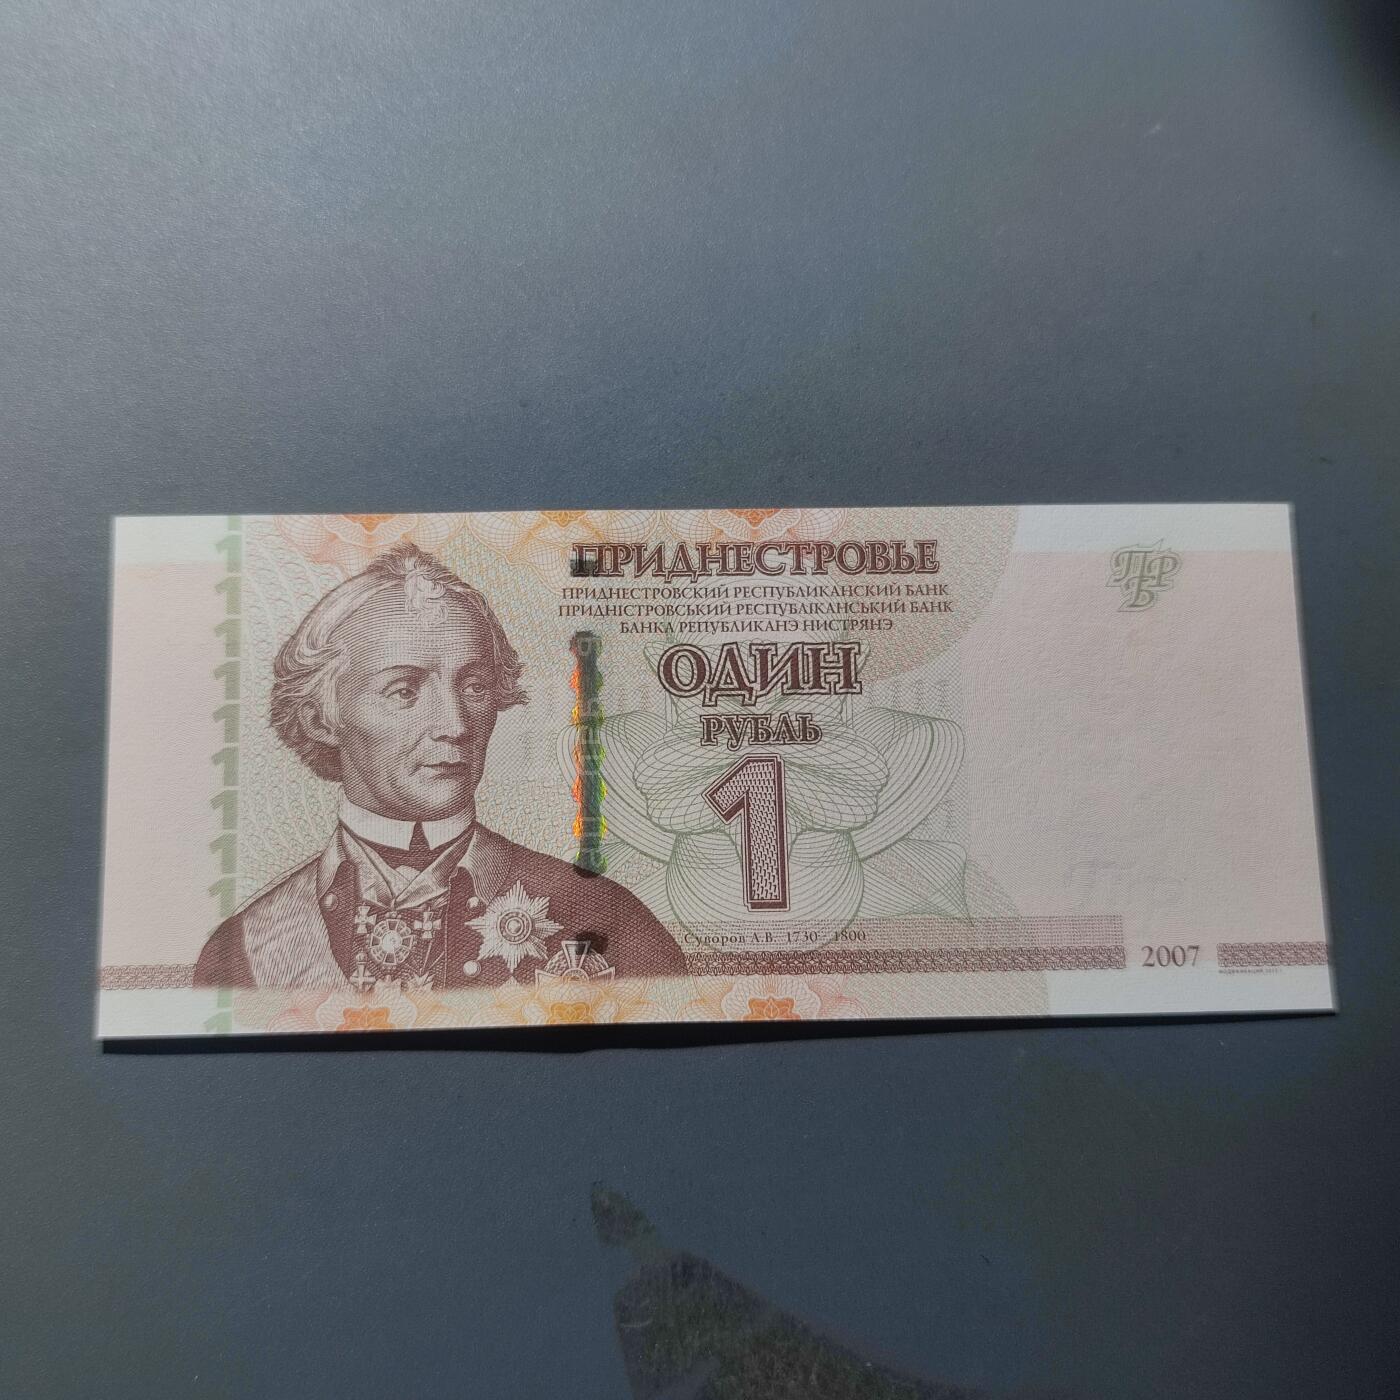 ПРИДНЕСТРОВЬЕ
ПРИДНЕСТРОВСКИЙ РЕСПУБЛИКАНСКИЙ БАНК
ПРИДНІСТРОВСЬКИЙ РЕСПУБЛІКАНСЬКИЙ БАНК
БАНКА РЕПУБЛИКАНЭ НИСТРЯНЭ
ОДИН
РУБЛЬ
1
ПРБ
Суворов А.В. 1730 - 1800
2007